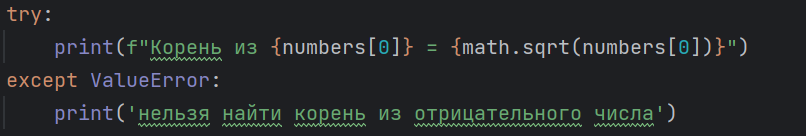 try:
    print(f"Корень из {numbers[0]} = {math.sqrt(numbers[0])}")
except ValueError:
    print('нельзя найти корень из отрицательного числа')